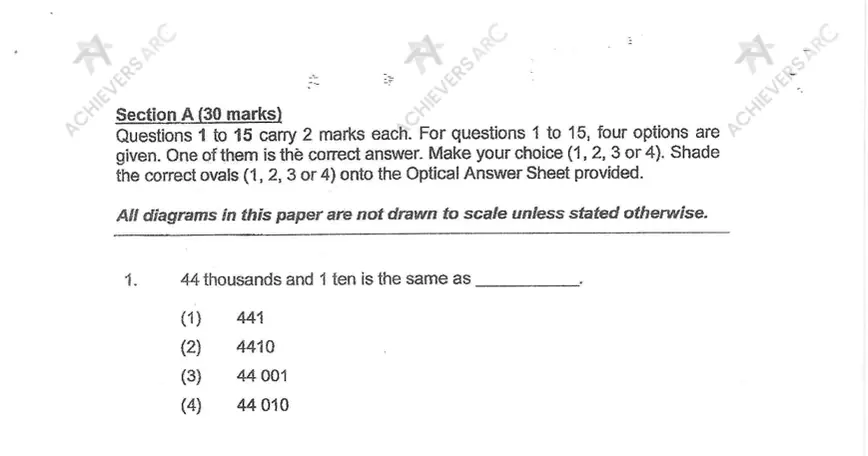 ACHIEVERS ARC
ACHIEVERS ARC
ACHIEVERS ARC
Section A (30 marks)
Questions 1 to 15 carry 2 marks each. For questions 1 to 15, four options are
given. One of them is the correct answer. Make your choice (1, 2, 3 or 4). Shade
the correct ovals (1, 2, 3 or 4) onto the Optical Answer Sheet provided.
All diagrams in this paper are not drawn to scale unless stated otherwise.
1. 44 thousands and 1 ten is the same as ____________.
(1) 441
(2) 4410
(3) 44 001
(4) 44 010